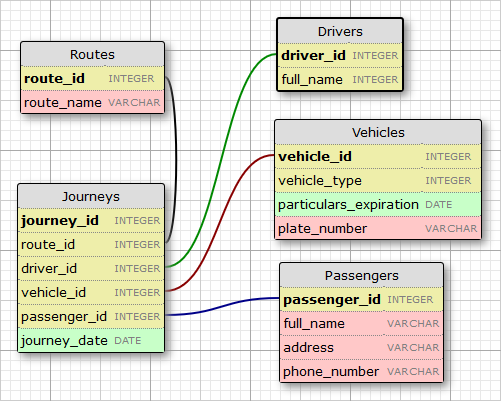 Routes
route_id INTEGER
route_name VARCHAR
Journeys
journey_id INTEGER
route_id INTEGER
driver_id INTEGER
vehicle_id INTEGER
passenger_id INTEGER
journey_date DATE
Drivers
driver_id INTEGER
full_name INTEGER
Vehicles
vehicle_id INTEGER
vehicle_type INTEGER
particulars_expiration DATE
plate_number VARCHAR
Passengers
passenger_id INTEGER
full_name VARCHAR
address VARCHAR
phone_number VARCHAR